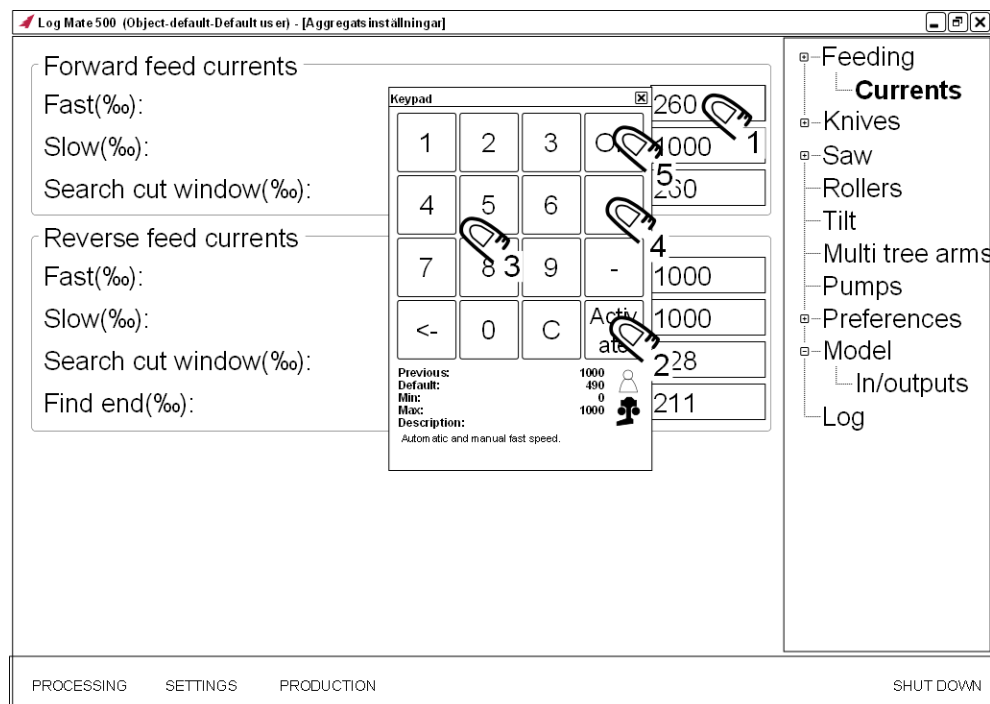 Log Mate 500 (Object-default-Default user) - [Aggregatsinställningar]
Forward feed currents
Fast(‰):
260
1
Slow(‰):
1000
Search cut window(‰):
Reverse feed currents
Fast(‰):
1000
Slow(‰):
1000
Search cut window(‰):
Find end(‰):
211
Keypad
1 2 3
5
4 5 6
4
7 8 9 -
3
<- 0 C Activ
ate
2
Previous: 1000
Default: 490
Min: 0
Max: 1000
Description:
Automatic and manual fast speed.
Feeding
Currents
Knives
Saw
Rollers
Tilt
Multi tree arms
Pumps
Preferences
Model
In/outputs
Log
PROCESSING SETTINGS PRODUCTION SHUT DOWN